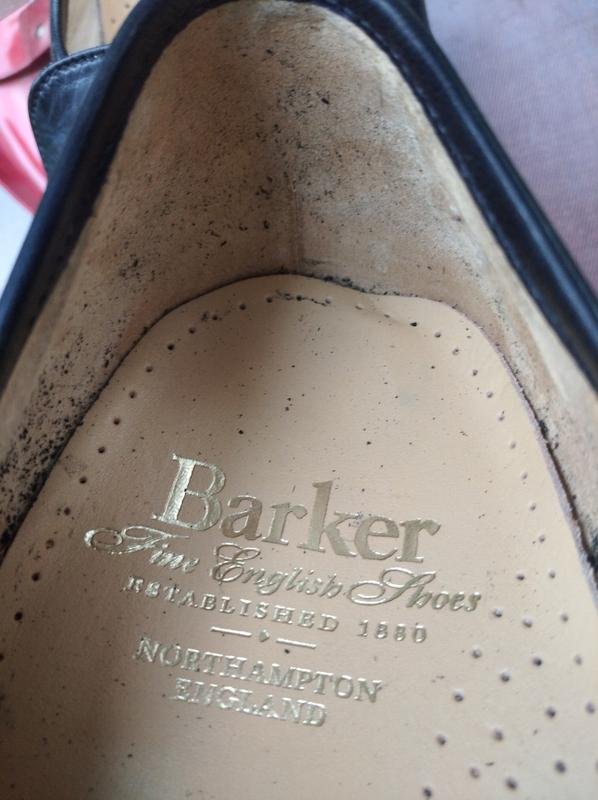 Barker
Fine English Shoes
ESTABLISHED 1880
NORTHAMPTON
ENGLAND